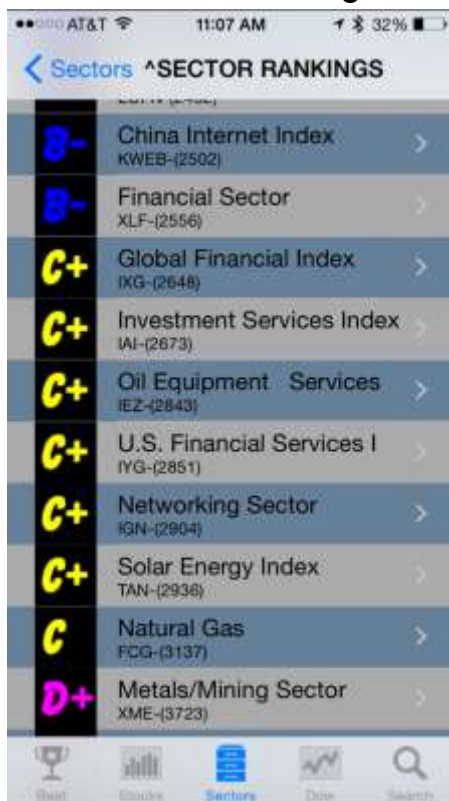 AT&T 11:07 AM 32%
Sectors ^SECTOR RANKINGS
B- China Internet Index
KWEB-(2502)
B- Financial Sector
XLF-(2556)
C+ Global Financial Index
IXG-(2648)
C+ Investment Services Index
IAI-(2673)
C+ Oil Equipment Services
IEZ-(2843)
C+ U.S. Financial Services I
IYG-(2851)
C+ Networking Sector
IGN-(2904)
C+ Solar Energy Index
TAN-(2936)
C Natural Gas
FCG-(3137)
D+ Metals/Mining Sector
XME-(3723)
Best Stocks Sectors Dow Search